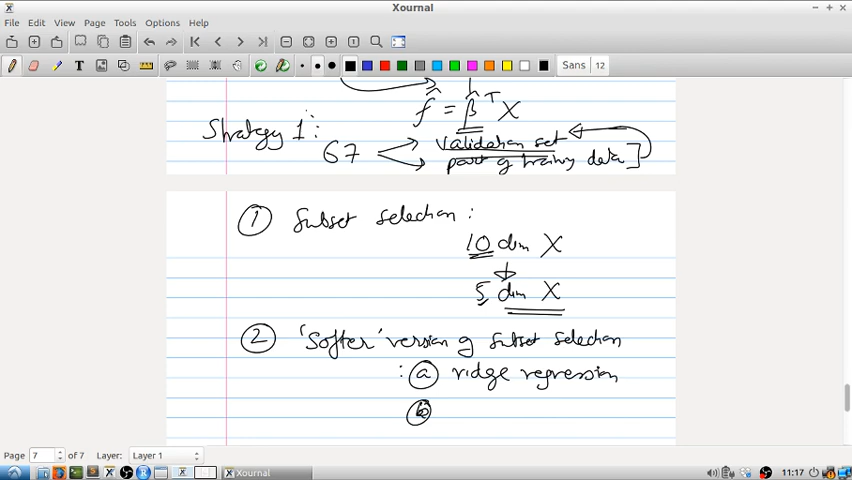 Xournal
File Edit View Page Tools Options Help
Sans 12
f̂ = β̂ᵀ X
Strategy 1:
67
validation set
part of training data]
① Subset selection:
10 dim X
↓
5 dim X
② 'Softer' version of subset selection
: ⓐ ridge regression
ⓑ
Page 7 of 7 Layer: Layer 1
Xournal 11:17